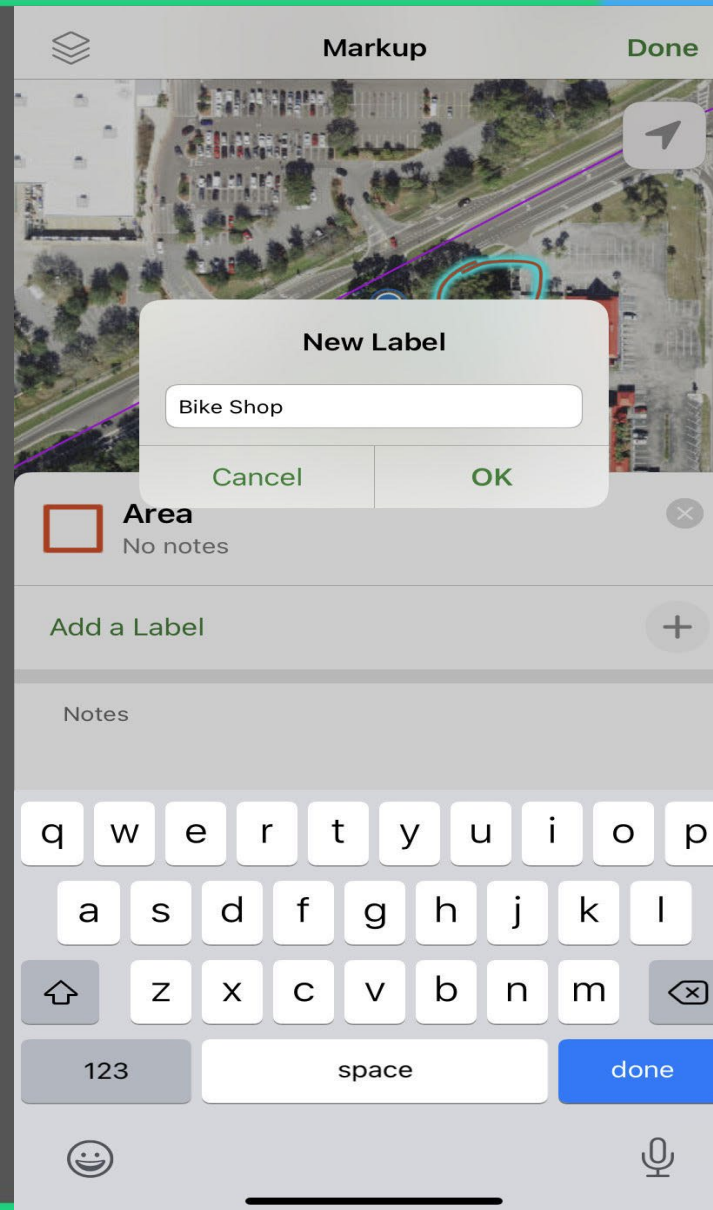 Markup
Done
New Label
Bike Shop
Cancel
OK
Area
No notes
Add a Label
Notes
q w e r t y u i o p
a s d f g h j k l
z x c v b n m
123 space done